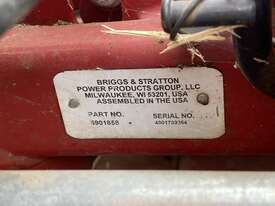 BRIGGS & STRATTON
POWER PRODUCTS GROUP, LLC
MILWAUKEE, WI 53201, USA
ASSEMBLED IN THE USA
PART NO. SERIAL NO.